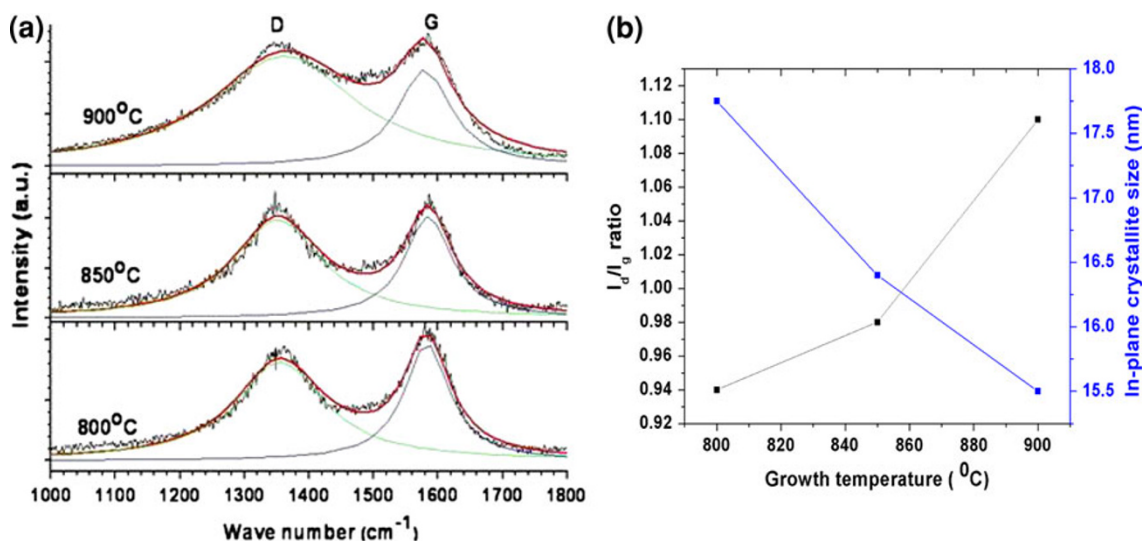 (a)
D
G
900°C
850°C
800°C
Intensity (a.u.)
1000 1100 1200 1300 1400 1500 1600 1700 1800
Wave number (cm⁻¹)
(b)
1.12
1.10
1.08
1.06
1.04
1.02
1.00
0.98
0.96
0.94
0.92
I_d/I_g ratio
18.0
17.5
17.0
16.5
16.0
15.5
In-plane crystallite size (nm)
800 820 840 860 880 900
Growth temperature ( ⁰C)